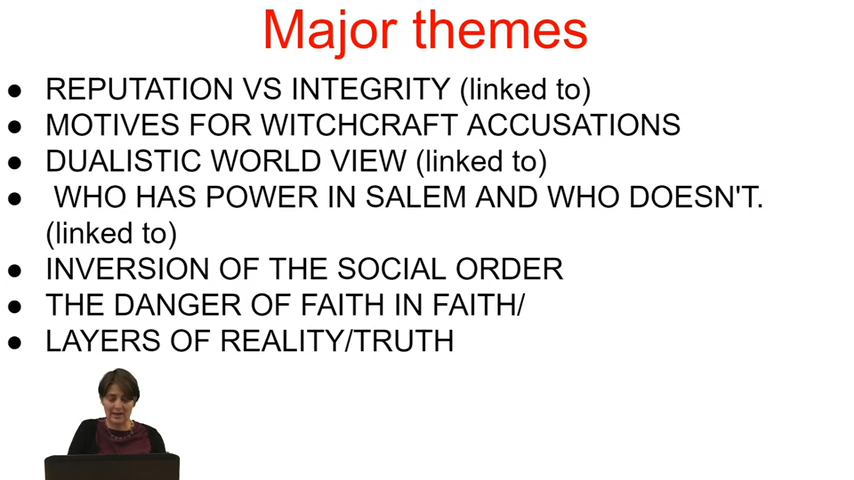 Major themes
● REPUTATION VS INTEGRITY (linked to)
● MOTIVES FOR WITCHCRAFT ACCUSATIONS
● DUALISTIC WORLD VIEW (linked to)
● WHO HAS POWER IN SALEM AND WHO DOESN'T.
(linked to)
● INVERSION OF THE SOCIAL ORDER
● THE DANGER OF FAITH IN FAITH/
● LAYERS OF REALITY/TRUTH